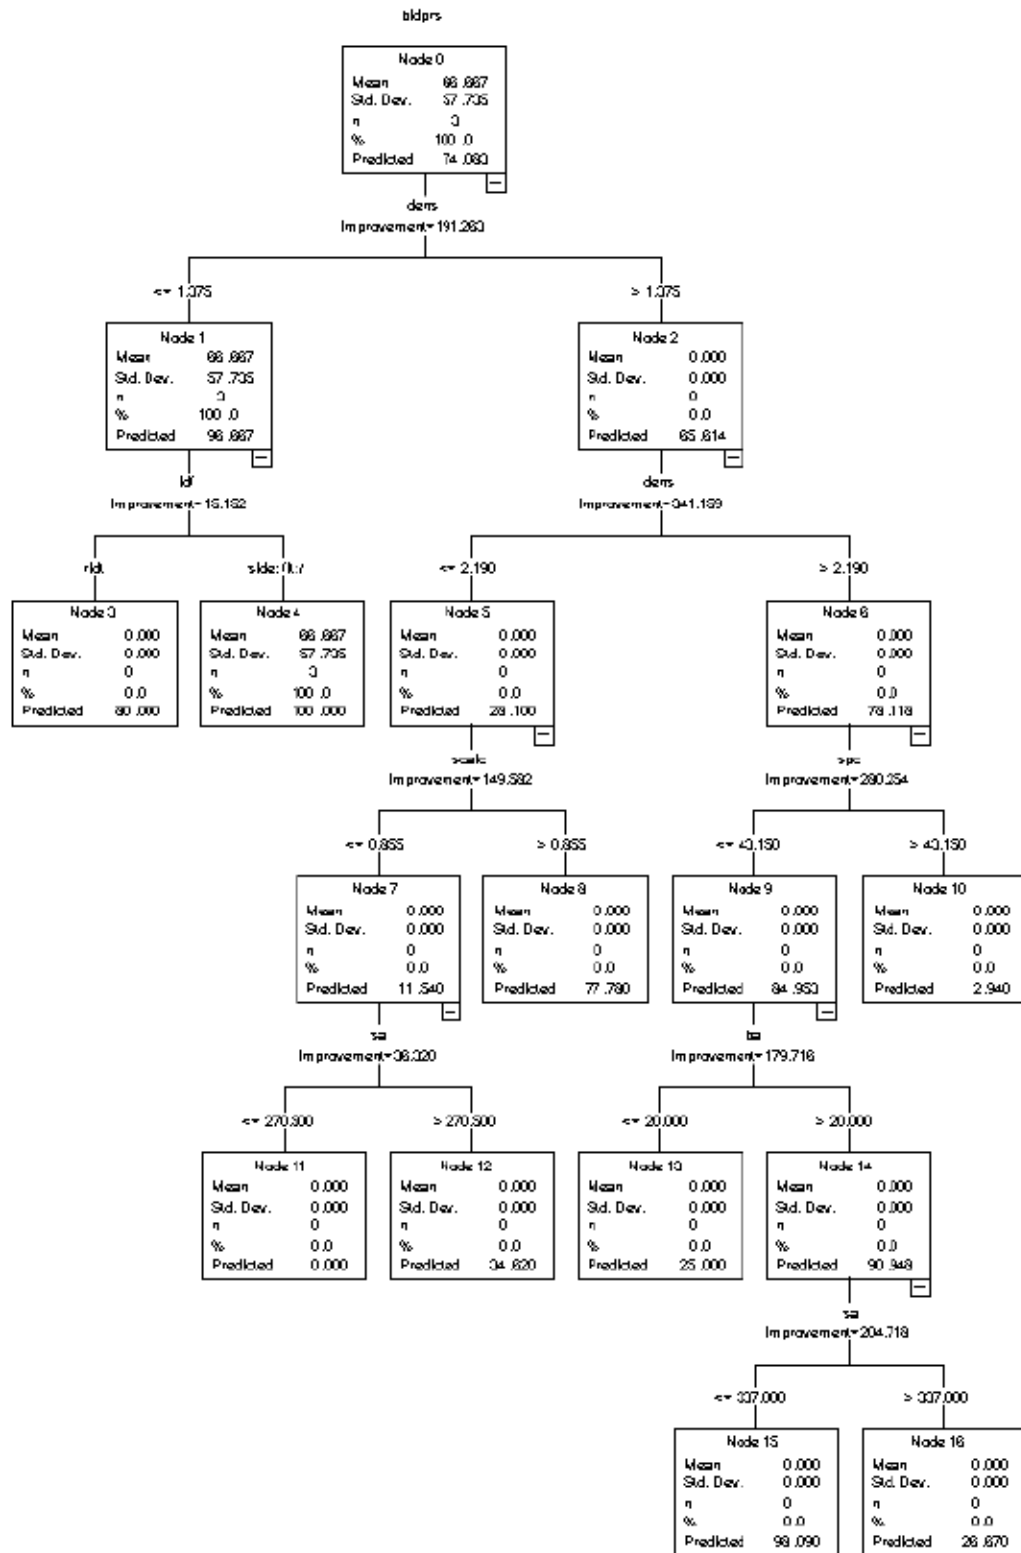 bldprs
Node 0
Mean 66.667
Std. Dev. 57.735
n 3
% 100.0
Predicted 74.083
dens
Improvement=191.263
<= 1.375
> 1.375
Node 1
Mean 66.667
Std. Dev. 57.735
n 3
% 100.0
Predicted 96.667
Node 2
Mean 0.000
Std. Dev. 0.000
n 0
% 0.0
Predicted 65.614
ldf
Improvement=15.152
dens
Improvement=341.159
<= 2.190
> 2.190
Node 3
Mean 0.000
Std. Dev. 0.000
n 0
% 0.0
Predicted 80.000
Node 4
Mean 66.667
Std. Dev. 57.735
n 3
% 100.0
Predicted 100.000
Node 5
Mean 0.000
Std. Dev. 0.000
n 0
% 0.0
Predicted 28.100
Node 6
Mean 0.000
Std. Dev. 0.000
n 0
% 0.0
Predicted 78.118
Improvement=149.582
spc
Improvement=280.354
<= 0.855
> 0.855
<= 43.150
> 43.150
Node 7
Mean 0.000
Std. Dev. 0.000
n 0
% 0.0
Predicted 11.540
Node 8
Mean 0.000
Std. Dev. 0.000
n 0
% 0.0
Predicted 77.780
Node 9
Mean 0.000
Std. Dev. 0.000
n 0
% 0.0
Predicted 84.953
Node 10
Mean 0.000
Std. Dev. 0.000
n 0
% 0.0
Predicted 2.940
sa
Improvement=36.320
Improvement=179.716
<=
>
<= 20.000
> 20.000
Node 11
Mean 0.000
Std. Dev. 0.000
n 0
% 0.0
Predicted 0.000
Node 12
Mean 0.000
Std. Dev. 0.000
n 0
% 0.0
Predicted 34.620
Node 13
Mean 0.000
Std. Dev. 0.000
n 0
% 0.0
Predicted 25.000
Node 14
Mean 0.000
Std. Dev. 0.000
n 0
% 0.0
Predicted 90.948
sa
Improvement=204.718
<= 337.000
> 337.000
Node 15
Mean 0.000
Std. Dev. 0.000
n 0
% 0.0
Predicted 98.090
Node 16
Mean 0.000
Std. Dev. 0.000
n 0
% 0.0
Predicted 26.670